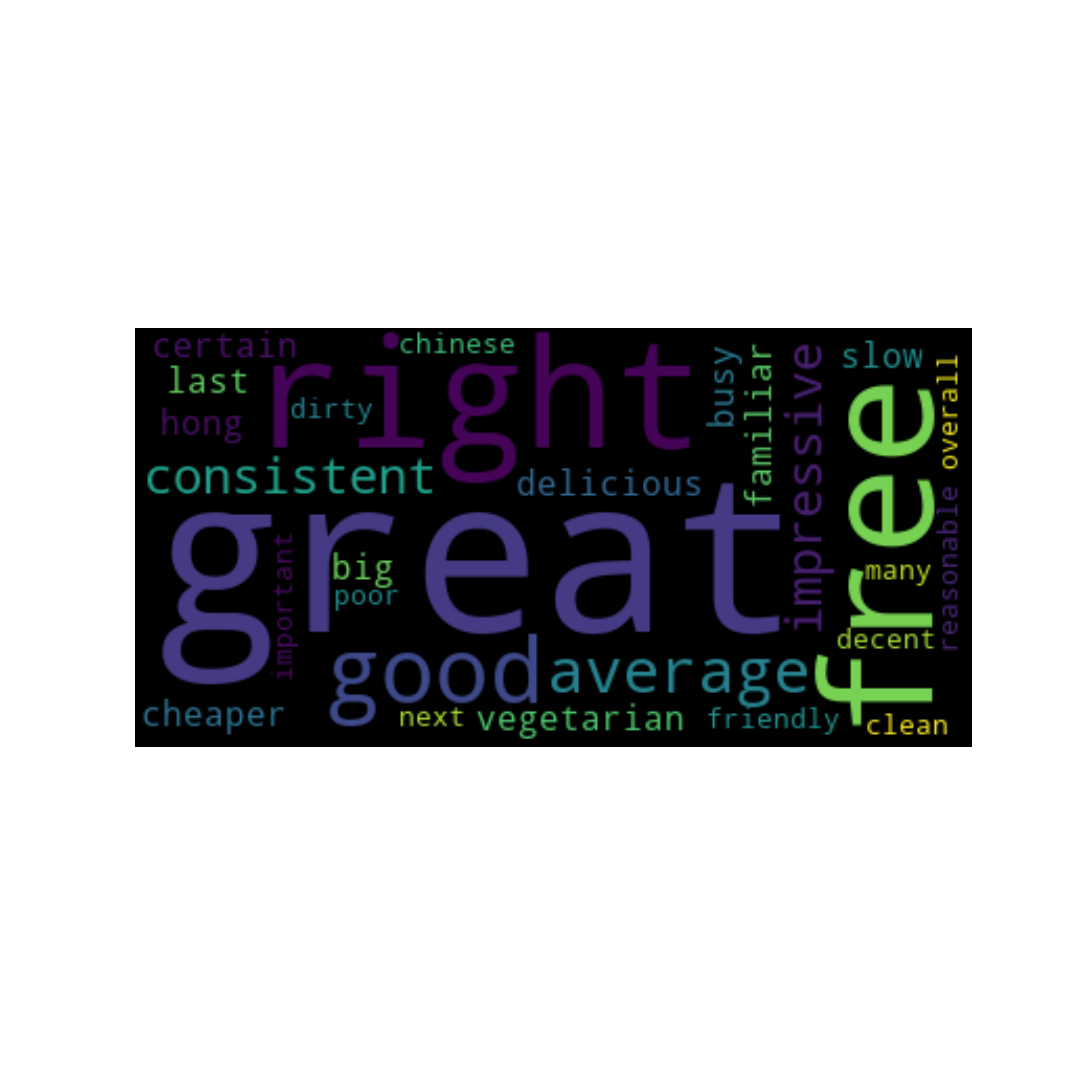 certain
chinese
right
last
dirty
hong
busy
familiar
impressive
slow
free
overall
consistent
delicious
great
important
big
poor
many
reasonable
decent
good
average
cheaper
next
vegetarian
friendly
clean